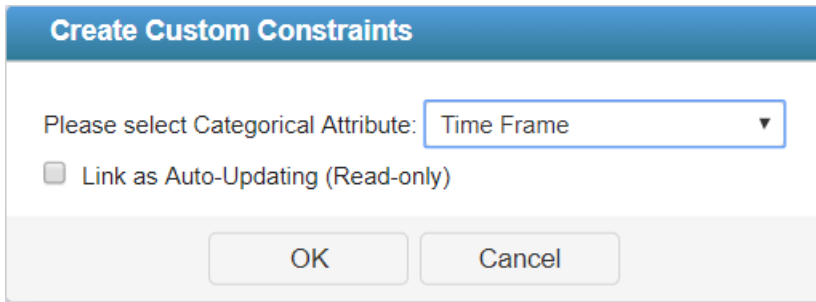 Create Custom Constraints
Please select Categorical Attribute: Time Frame
Link as Auto-Updating (Read-only)
OK Cancel